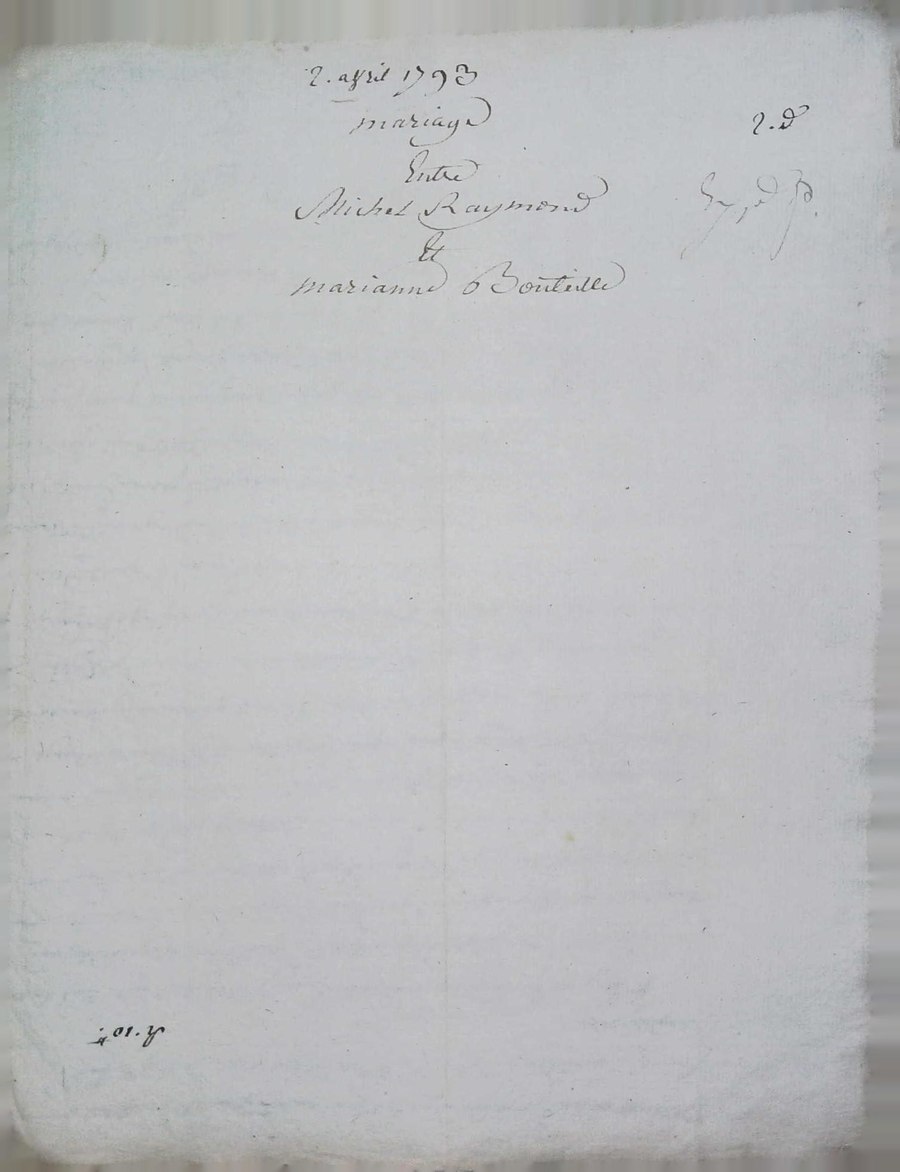 2. avril 1793
mariage
2. d
Entre
Michel Raymond
Et
marianne Bouteille